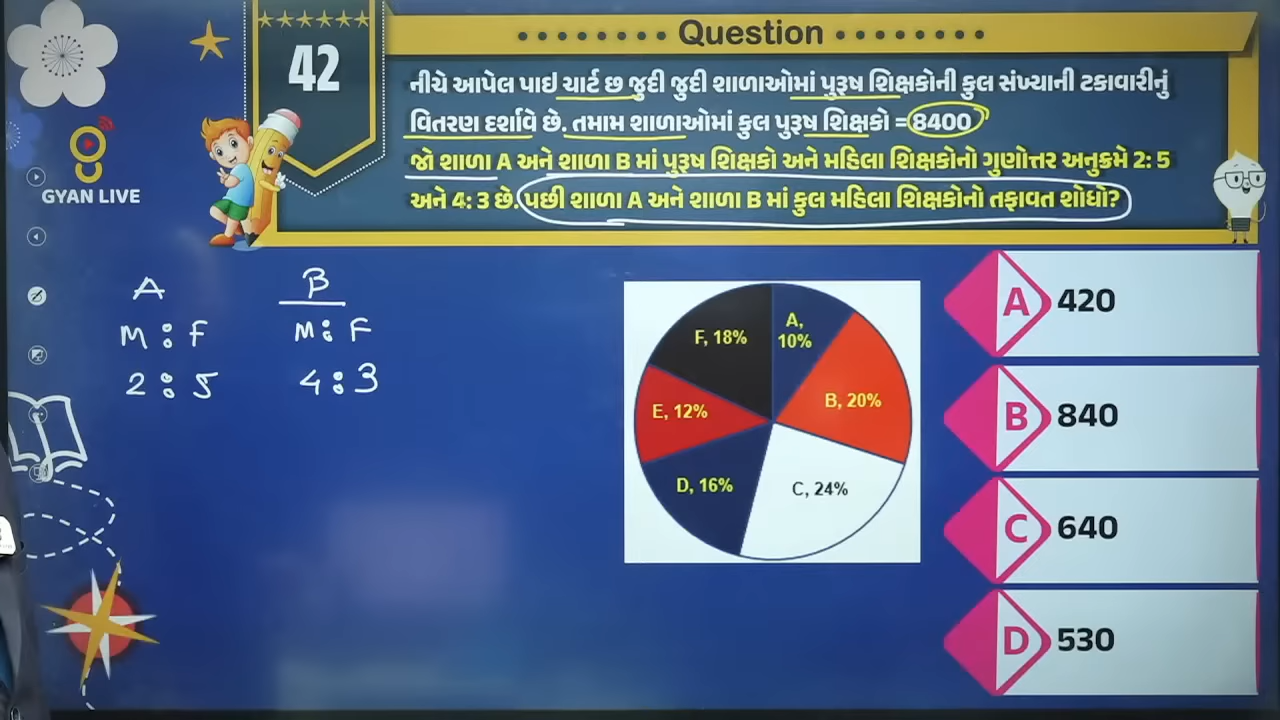 42
Question
નીચે આપેલ પાઇ ચાર્ટ છ જુદી જુદી શાળાઓમાં પુરૂષ શિક્ષકોની કુલ સંખ્યાની ટકાવારીનું
વિતરણ દર્શાવે છે. તમામ શાળાઓમાં કુલ પુરૂષ શિક્ષકો = 8400
જો શાળા A અને શાળા B માં પુરૂષ શિક્ષકો અને મહિલા શિક્ષકોનો ગુણોત્તર અનુક્રમે 2: 5
અને 4: 3 છે. પછી શાળા A અને શાળા B માં કુલ મહિલા શિક્ષકોનો તફાવત શોધો?
GYAN LIVE
A B
M : F M : F
2 : 5 4 : 3
A,
10%
F, 18%
B, 20%
E, 12%
D, 16%
C, 24%
A 420
B 840
C 640
D 530